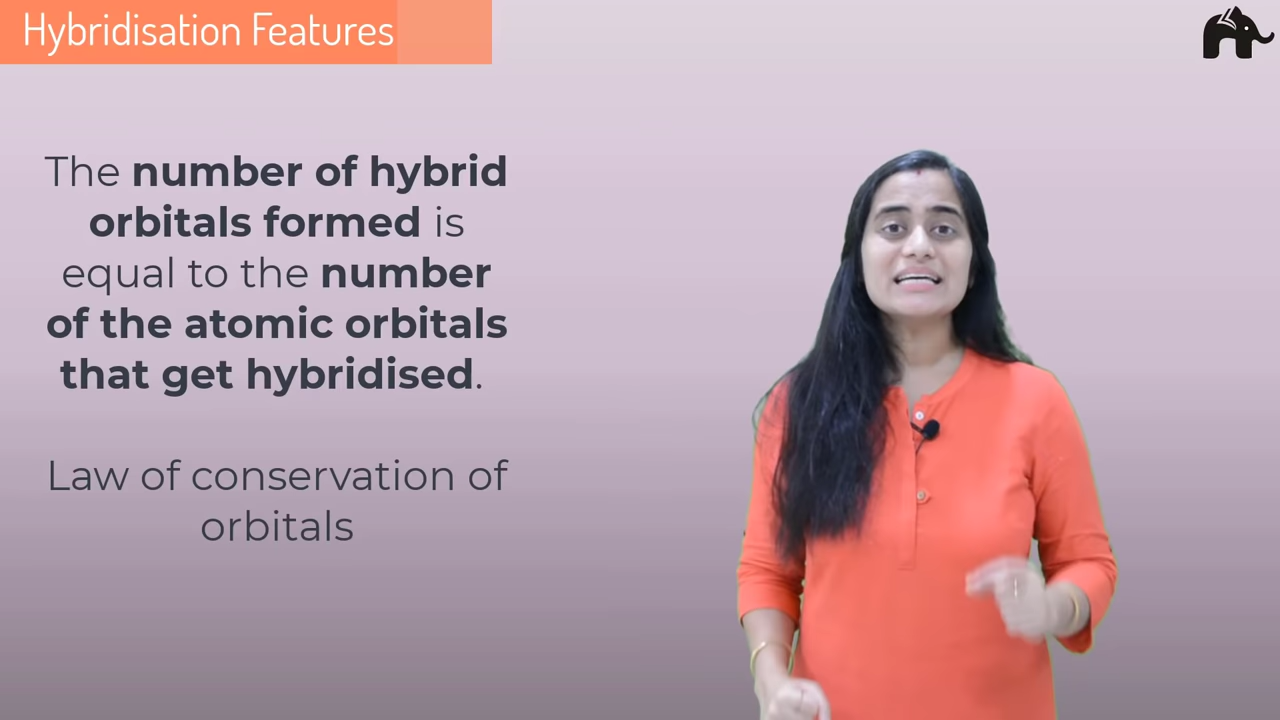 Hybridisation Features
The number of hybrid
orbitals formed is
equal to the number
of the atomic orbitals
that get hybridised.
Law of conservation of
orbitals